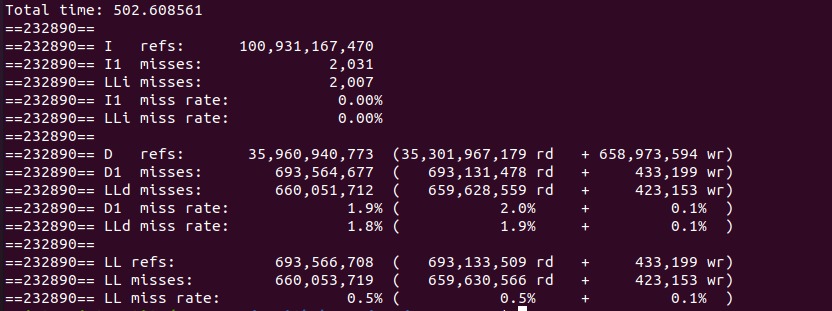 Total time: 502.608561
==232890==
==232890== I   refs:      100,931,167,470
==232890== I1  misses:              2,031
==232890== LLi misses:              2,007
==232890== I1  miss rate:            0.00%
==232890== LLi miss rate:            0.00%
==232890==
==232890== D   refs:       35,960,940,773  (35,301,967,179 rd   + 658,973,594 wr)
==232890== D1  misses:        693,564,677  (   693,131,478 rd   +     433,199 wr)
==232890== LLd misses:        660,051,712  (   659,628,559 rd   +     423,153 wr)
==232890== D1  miss rate:             1.9% (           2.0%     +         0.1%  )
==232890== LLd miss rate:             1.8% (           1.9%     +         0.1%  )
==232890==
==232890== LL refs:           693,566,708  (   693,133,509 rd   +     433,199 wr)
==232890== LL misses:         660,053,719  (   659,630,566 rd   +     423,153 wr)
==232890== LL miss rate:              0.5% (           0.5%     +         0.1%  )